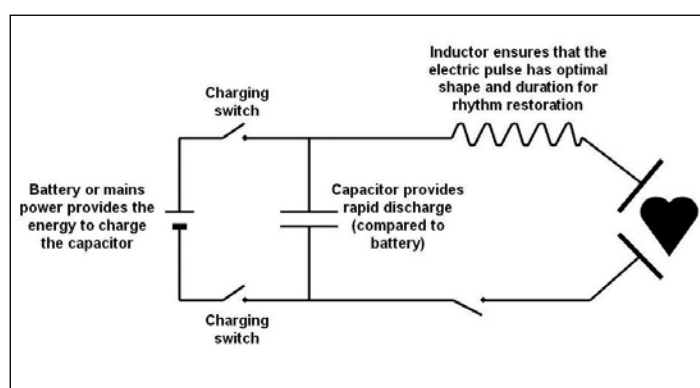 Inductor ensures that the
electric pulse has optimal
shape and duration for
rhythm restoration
Charging
switch
Battery or mains
power provides the
energy to charge
the capacitor
Capacitor provides
rapid discharge
(compared to
battery)
Charging
switch